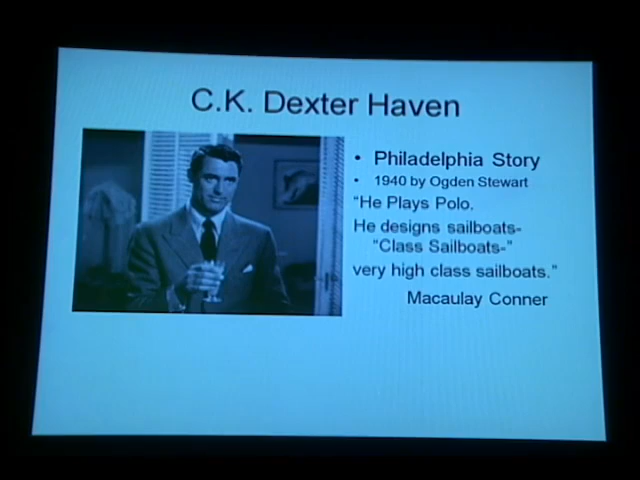 C.K. Dexter Haven
• Philadelphia Story
• 1940 by Ogden Stewart
“He Plays Polo.
He designs sailboats-
“Class Sailboats-”
very high class sailboats.”
Macaulay Conner